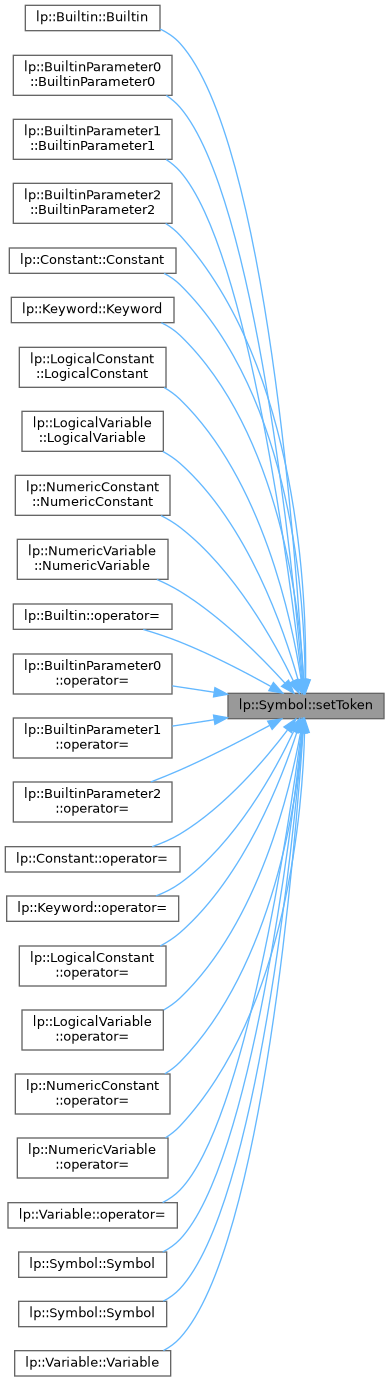 lp::Builtin::Builtin
lp::BuiltinParameter0
::BuiltinParameter0
lp::BuiltinParameter1
::BuiltinParameter1
lp::BuiltinParameter2
::BuiltinParameter2
lp::Constant::Constant
lp::Keyword::Keyword
lp::LogicalConstant
::LogicalConstant
lp::LogicalVariable
::LogicalVariable
lp::NumericConstant
::NumericConstant
lp::NumericVariable
::NumericVariable
lp::Builtin::operator=
lp::BuiltinParameter0
::operator=
lp::Symbol::setToken
lp::BuiltinParameter1
::operator=
lp::BuiltinParameter2
::operator=
lp::Constant::operator=
lp::Keyword::operator=
lp::LogicalConstant
::operator=
lp::LogicalVariable
::operator=
lp::NumericConstant
::operator=
lp::NumericVariable
::operator=
lp::Variable::operator=
lp::Symbol::Symbol
lp::Symbol::Symbol
lp::Variable::Variable